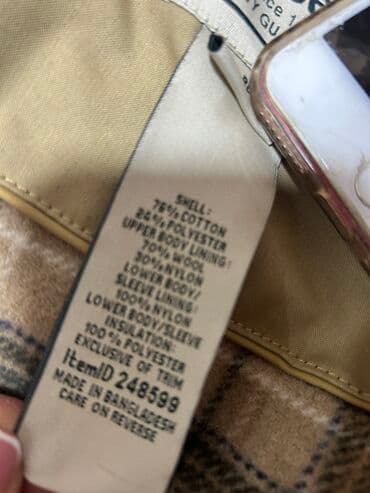 SHELL:
76% COTTON
24% POLYESTER
UPPER BODY LINING:
70% WOOL
30% NYLON
LOWER BODY/
SLEEVE LINING:
100% NYLON
LOWER BODY/SLEEVE
INSULATION:
100% POLYESTER
EXCLUSIVE OF TRIM
ItemID 248599
MADE IN BANGLADESH
CARE ON REVERSE